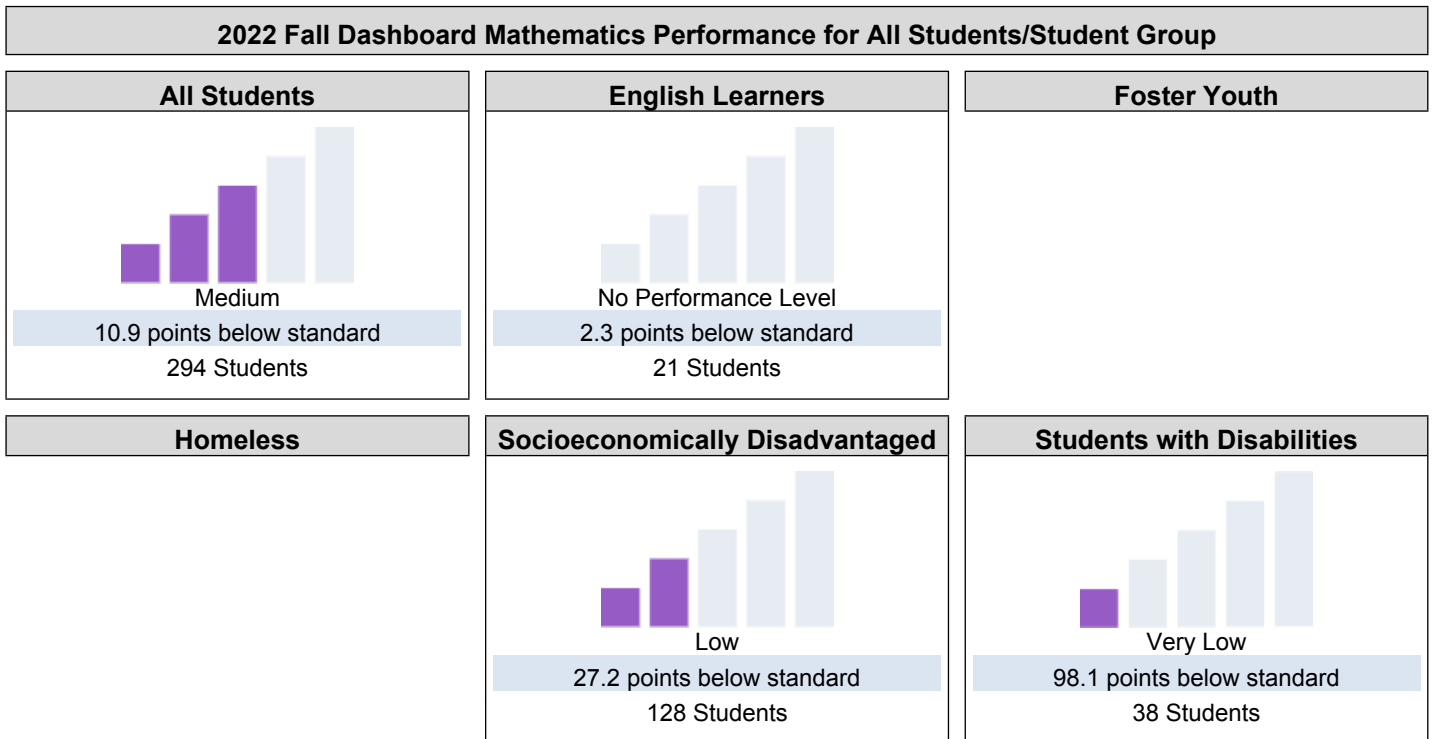 2022 Fall Dashboard Mathematics Performance for All Students/Student Group
All Students
Medium
10.9 points below standard
294 Students
English Learners
No Performance Level
2.3 points below standard
21 Students
Foster Youth
Homeless
Socioeconomically Disadvantaged
Low
27.2 points below standard
128 Students
Students with Disabilities
Very Low
98.1 points below standard
38 Students